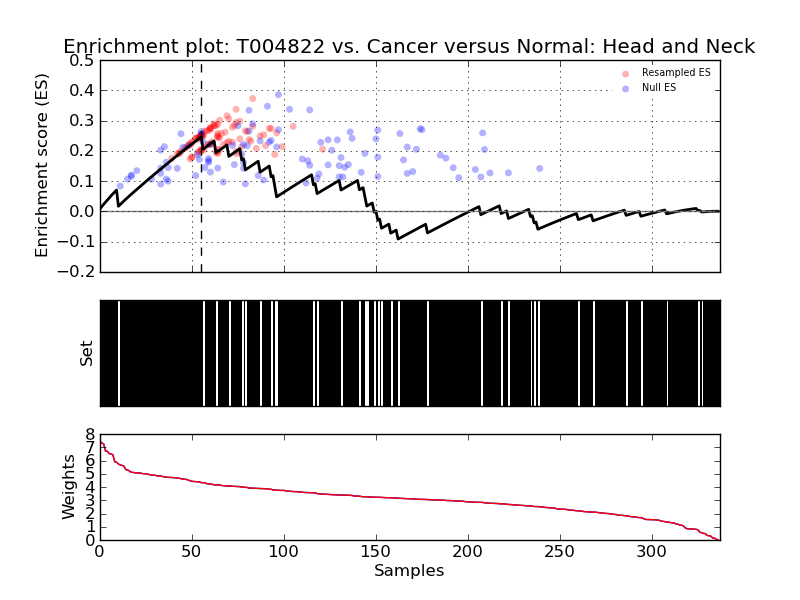 Enrichment plot: T004822 vs. Cancer versus Normal: Head and Neck
0.5
0.4
0.3
0.2
0.1
0.0
−0.1
−0.2
Enrichment score (ES)
Resampled ES
Null ES
Set
8
7
6
5
4
3
2
1
0
Weights
0 50 100 150 200 250 300
Samples